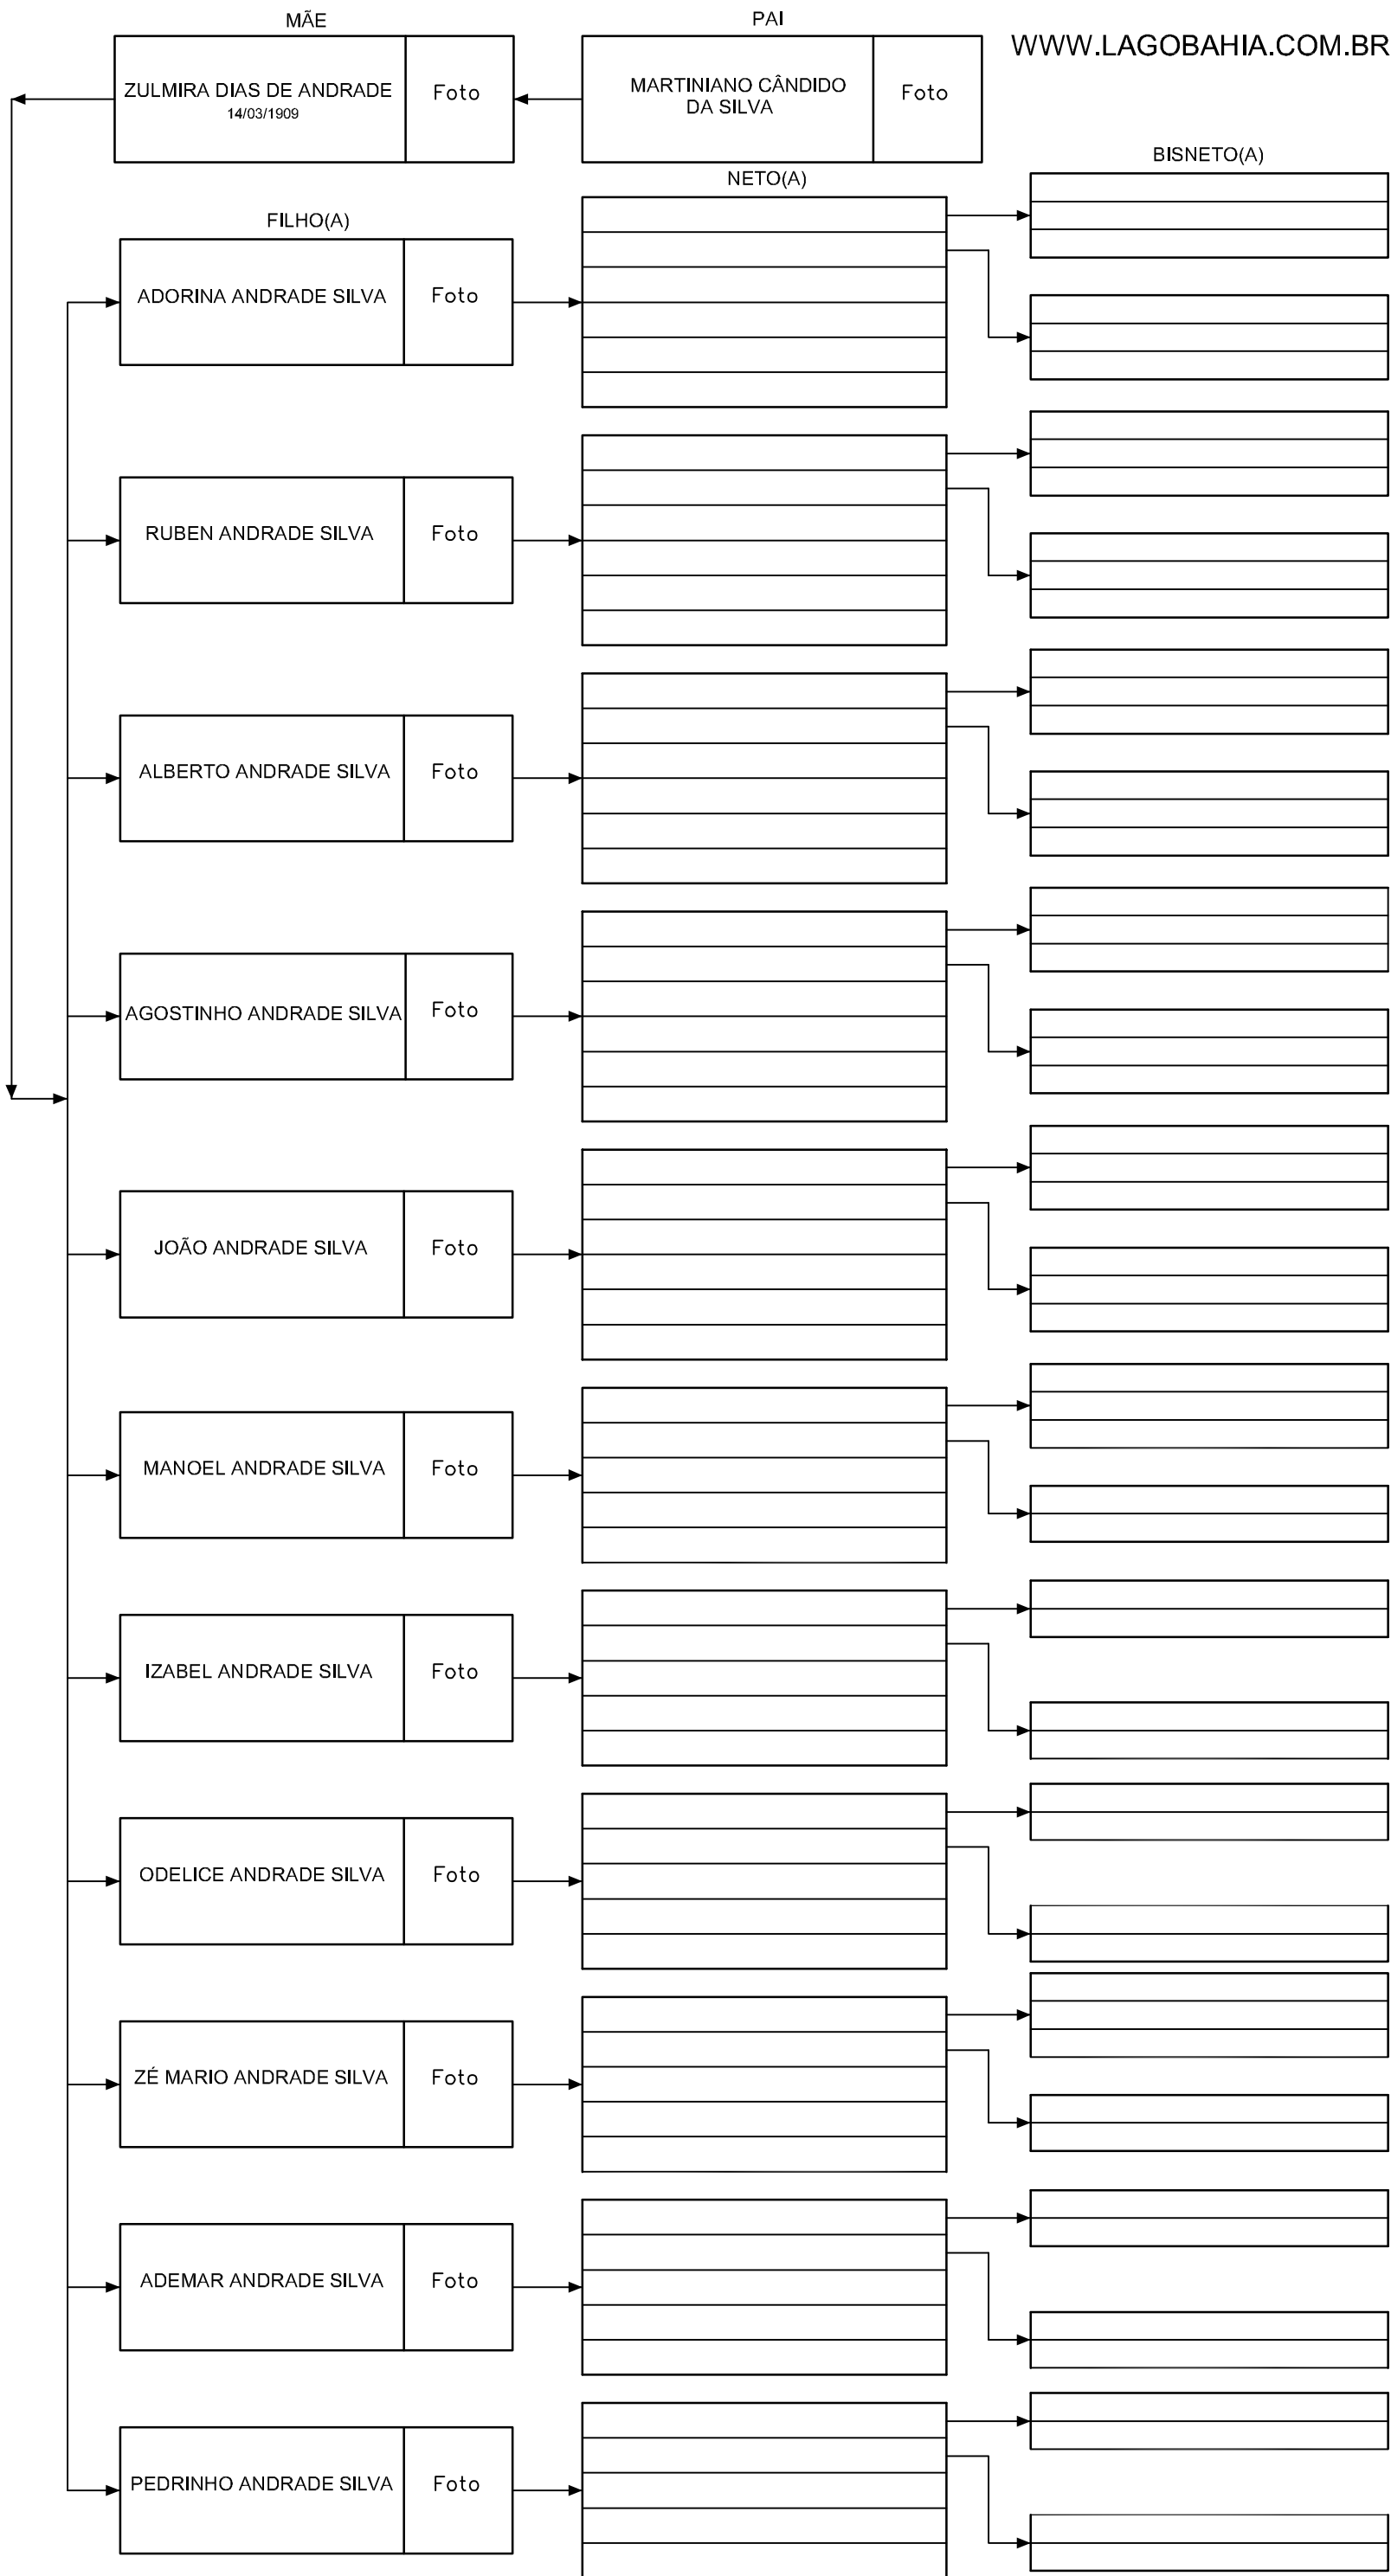 MÃE
PAI
WWW.LAGOBAHIA.COM.BR
ZULMIRA DIAS DE ANDRADE
14/03/1909
Foto
MARTINIANO CÂNDIDO
DA SILVA
Foto
BISNETO(A)
NETO(A)
FILHO(A)
ADORINA ANDRADE SILVA
Foto
RUBEN ANDRADE SILVA
Foto
ALBERTO ANDRADE SILVA
Foto
AGOSTINHO ANDRADE SILVA
Foto
JOÃO ANDRADE SILVA
Foto
MANOEL ANDRADE SILVA
Foto
IZABEL ANDRADE SILVA
Foto
ODELICE ANDRADE SILVA
Foto
ZÉ MARIO ANDRADE SILVA
Foto
ADEMAR ANDRADE SILVA
Foto
PEDRINHO ANDRADE SILVA
Foto